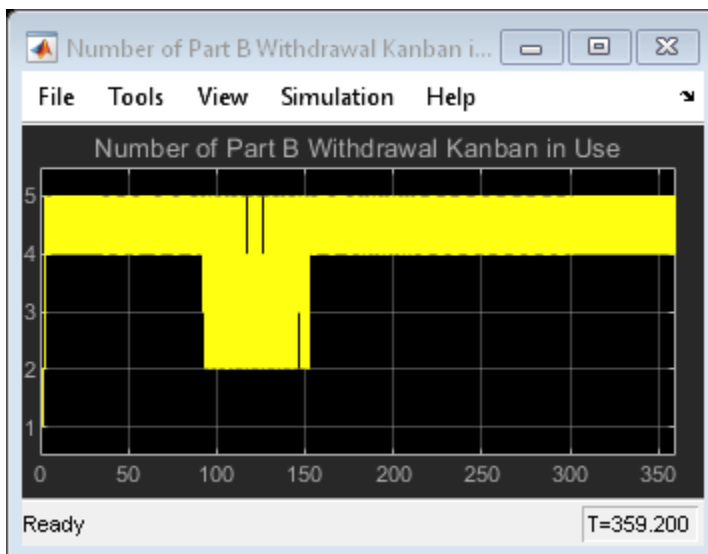 Number of Part B Withdrawal Kanban i...
File Tools View Simulation Help
Number of Part B Withdrawal Kanban in Use
5
4
3
2
1
0 50 100 150 200 250 300 350
Ready T=359.200